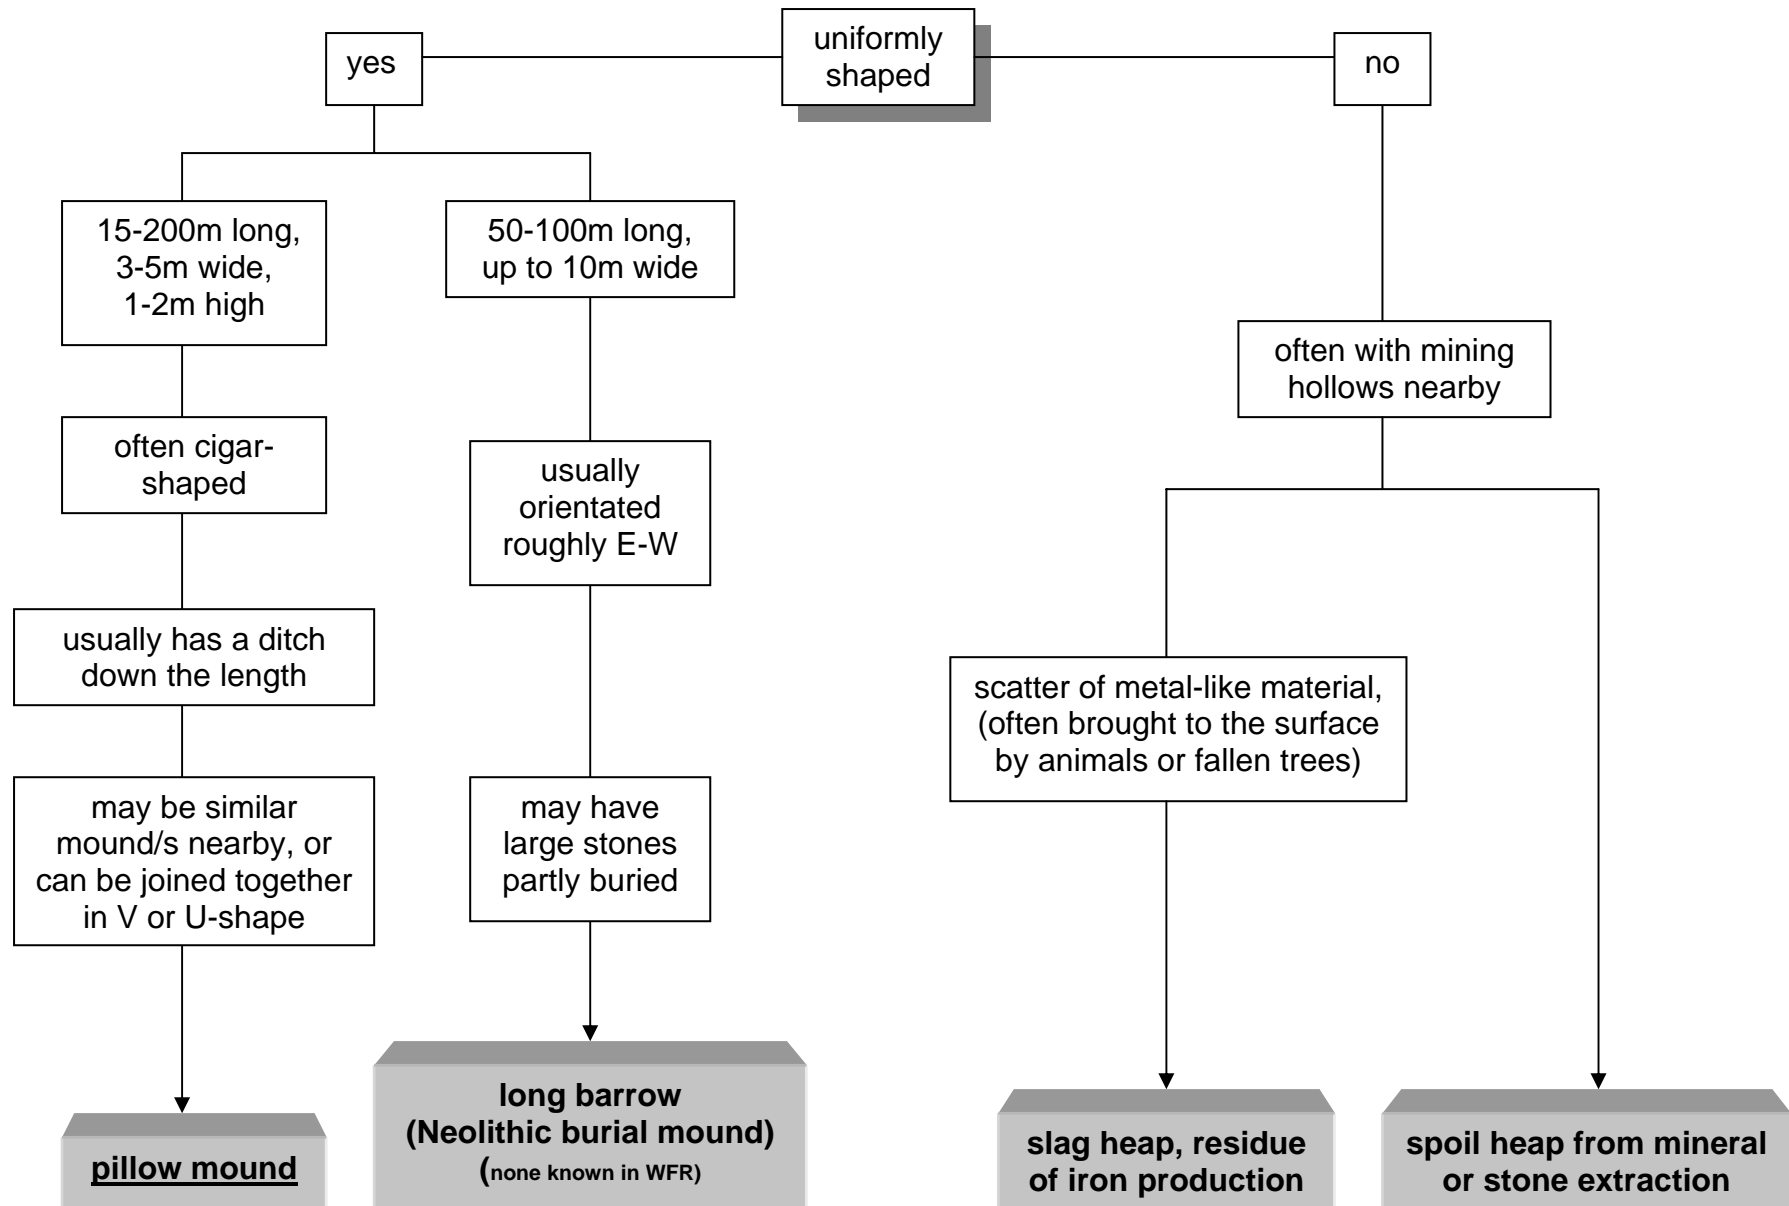 uniformly
shaped
yes
no
15-200m long,
3-5m wide,
1-2m high
often cigar-
shaped
usually has a ditch
down the length
may be similar
mound/s nearby, or
can be joined together
in V or U-shape
pillow mound
50-100m long,
up to 10m wide
usually
orientated
roughly E-W
may have
large stones
partly buried
long barrow
(Neolithic burial mound)
(none known in WFR)
often with mining
hollows nearby
scatter of metal-like material,
(often brought to the surface
by animals or fallen trees)
slag heap, residue
of iron production
spoil heap from mineral
or stone extraction